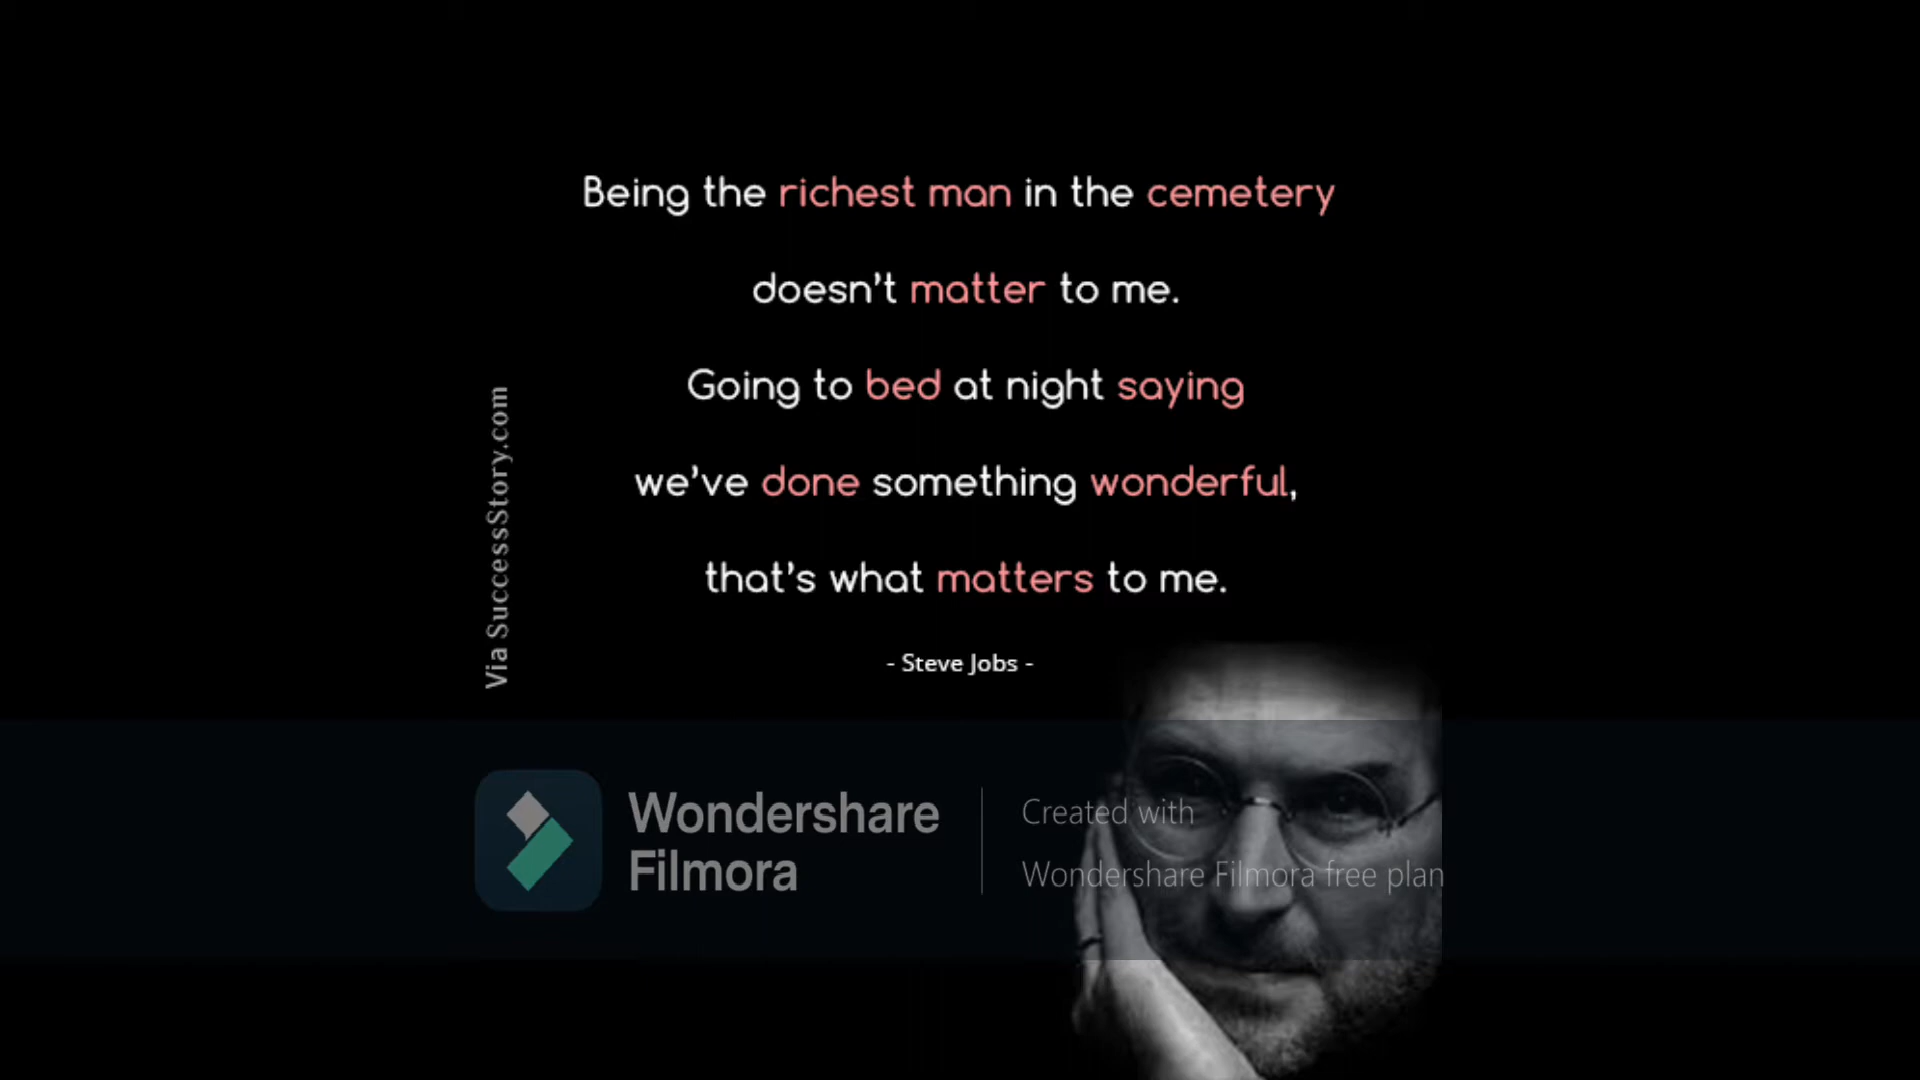 Being the richest man in the cemetery
doesn’t matter to me.
Going to bed at night saying
we’ve done something wonderful,
that’s what matters to me.
- Steve Jobs -
Via SuccessStory.com
Wondershare
Filmora
Created with
Wondershare Filmora free plan